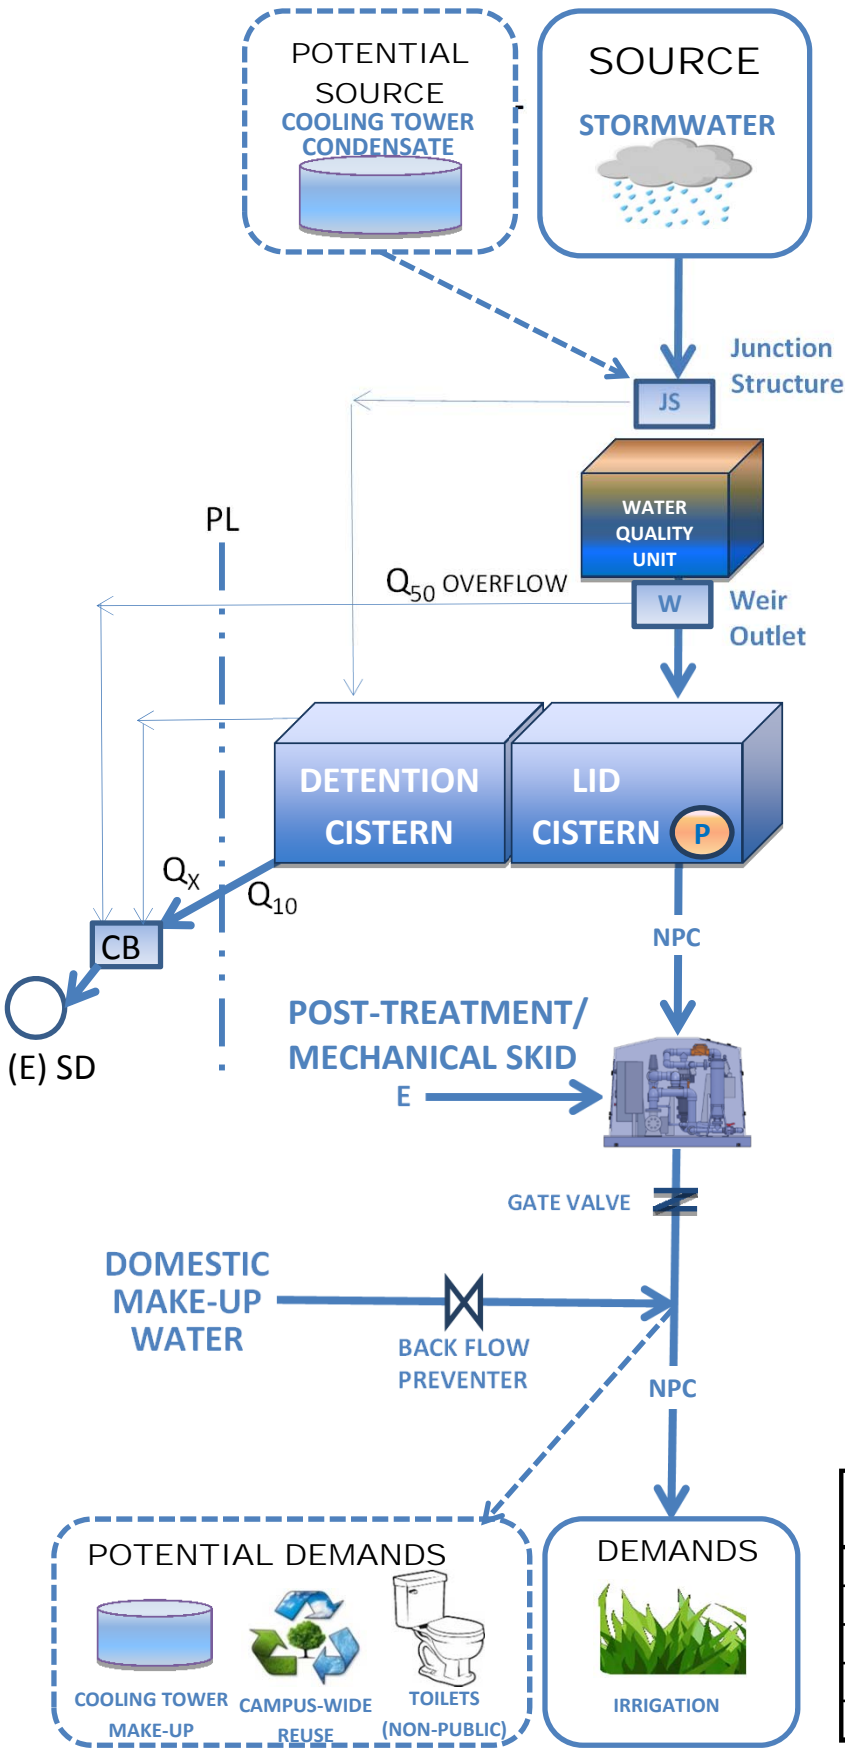 POTENTIAL
SOURCE
COOLING TOWER
CONDENSATE
SOURCE
STORMWATER
Junction
Structure
JS
WATER
QUALITY
UNIT
PL
Q50 OVERFLOW
W
Weir
Outlet
DETENTION
CISTERN
LID
CISTERN
P
QX
Q10
CB
NPC
(E) SD
POST-TREATMENT/
MECHANICAL SKID
E
GATE VALVE
DOMESTIC
MAKE-UP
WATER
BACK FLOW
PREVENTER
NPC
POTENTIAL DEMANDS
COOLING TOWER
MAKE-UP
CAMPUS-WIDE
REUSE
TOILETS
(NON-PUBLIC)
DEMANDS
IRRIGATION